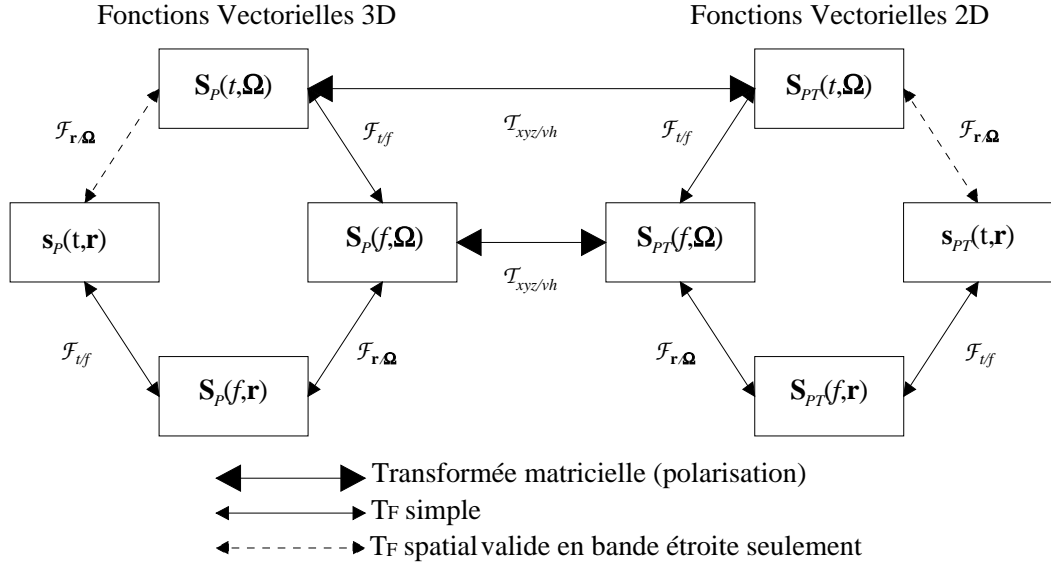 Fonctions Vectorielles 3D
Fonctions Vectorielles 2D
S_P(t,Ω)
S_PT(t,Ω)
ℱ_r/Ω
ℱ_t/f
𝒯_xyz/vh
ℱ_t/f
ℱ_r/Ω
s_P(t,r)
S_P(f,Ω)
S_PT(f,Ω)
s_PT(t,r)
𝒯_xyz/vh
ℱ_t/f
ℱ_r/Ω
ℱ_r/Ω
ℱ_t/f
S_P(f,r)
S_PT(f,r)
Transformée matricielle (polarisation)
TF simple
TF spatial valide en bande étroite seulement